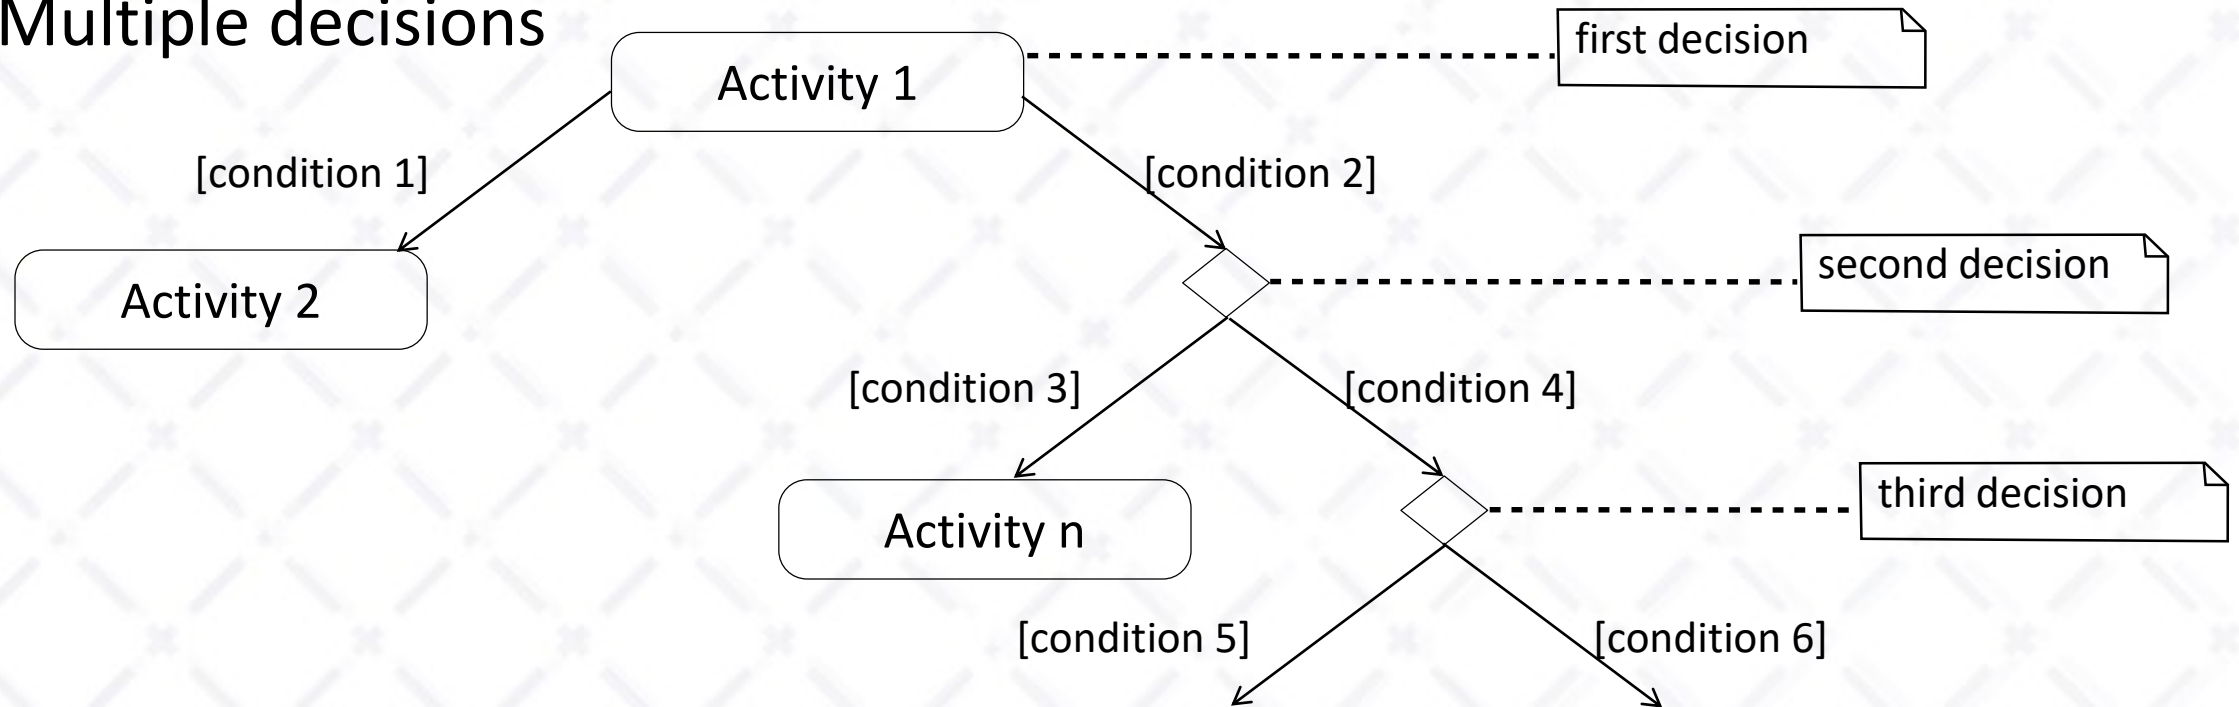 Multiple decisions
first decision
Activity 1
[condition 1]
[condition 2]
second decision
Activity 2
[condition 3]
[condition 4]
third decision
Activity n
[condition 5]
[condition 6]